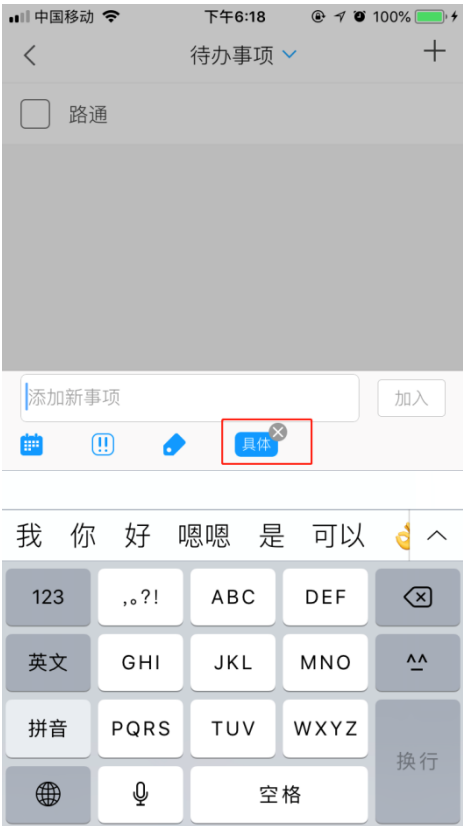 中国移动 下午6:18 100%
待办事项
路通
添加新事项 加入
具体
我 你 好 嗯嗯 是 可以
123 ,。?! ABC DEF
英文 GHI JKL MNO ^^
拼音 PQRS TUV WXYZ
换行
空格